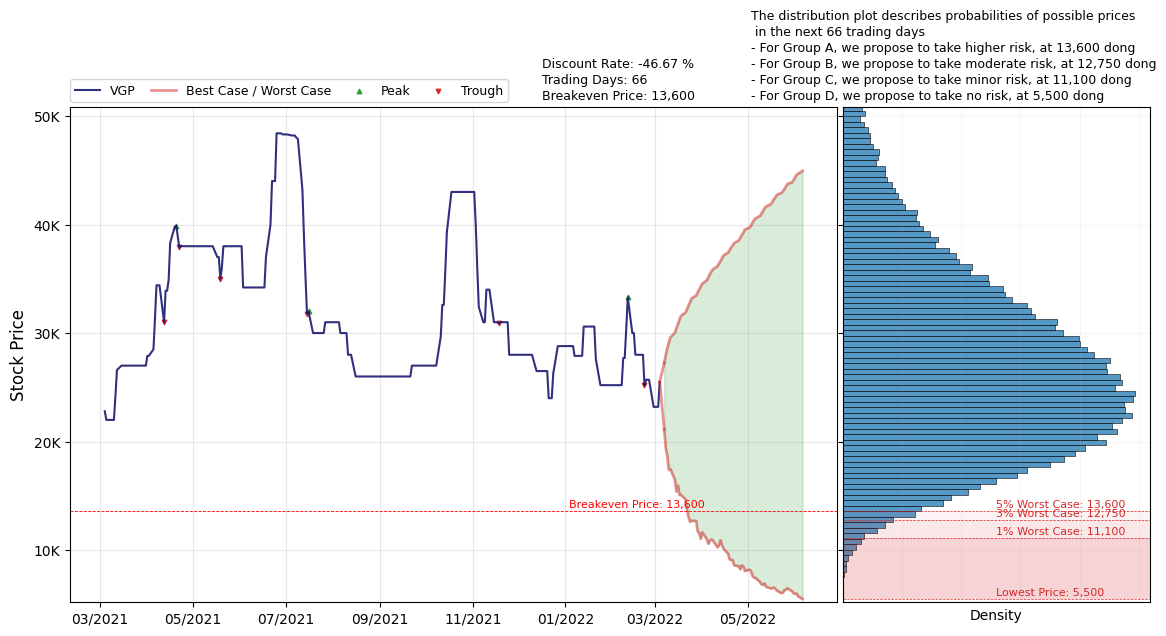 The distribution plot describes probabilities of possible prices
in the next 66 trading days
- For Group A, we propose to take higher risk, at 13,600 dong
- For Group B, we propose to take moderate risk, at 12,750 dong
- For Group C, we propose to take minor risk, at 11,100 dong
- For Group D, we propose to take no risk, at 5,500 dong
Discount Rate: -46.67 %
Trading Days: 66
Breakeven Price: 13,600
VGP
Best Case / Worst Case
Peak
Trough
Stock Price
50K
40K
30K
20K
10K
Breakeven Price: 13,600
5% Worst Case: 13,600
3% Worst Case: 12,750
1% Worst Case: 11,100
Lowest Price: 5,500
03/2021
05/2021
07/2021
09/2021
11/2021
01/2022
03/2022
05/2022
Density